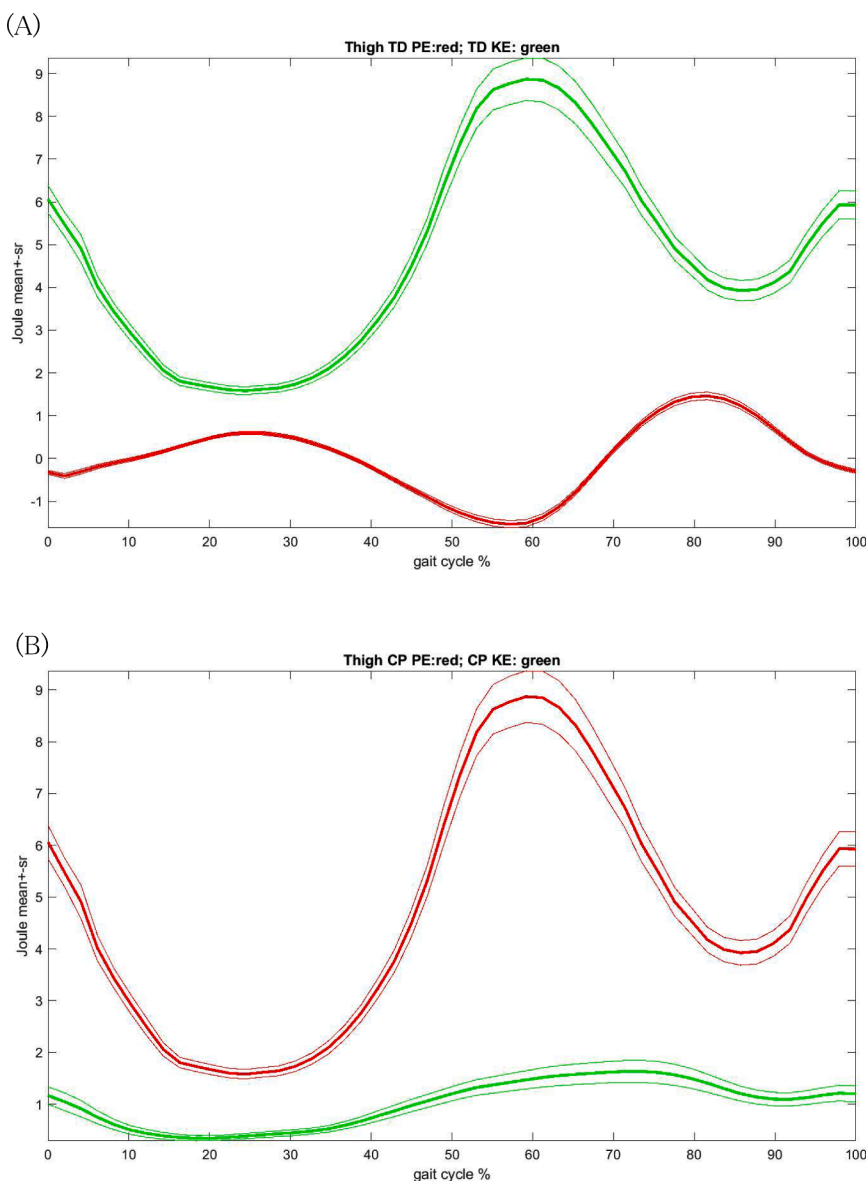 (A)
Thigh TD PE:red; TD KE: green
9
8
7
6
5
4
3
2
1
0
-1
Joule mean+-sr
0 10 20 30 40 50 60 70 80 90 100
gait cycle %
(B)
Thigh CP PE:red; CP KE: green
9
8
7
6
5
4
3
2
1
Joule mean+-sr
0 10 20 30 40 50 60 70 80 90 100
gait cycle %